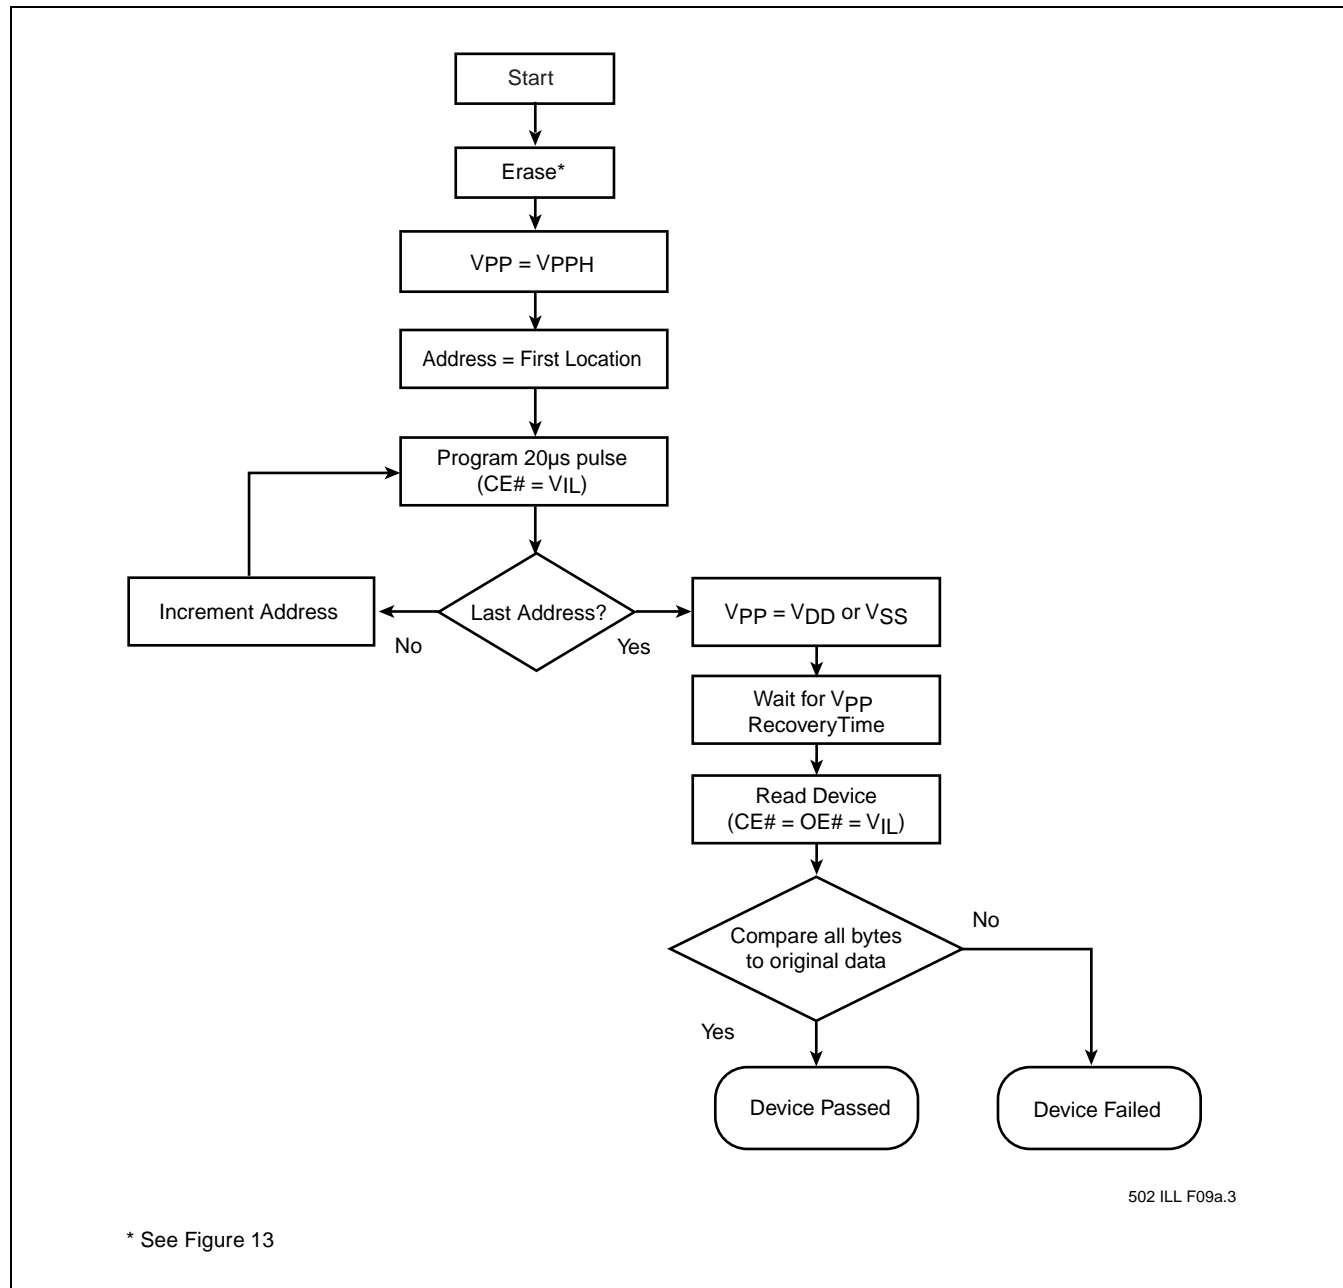 Start
Erase*
VPP = VPPH
Address = First Location
Program 20µs pulse
(CE# = VIL)
Increment Address
Last Address?
No
Yes
VPP = VDD or VSS
Wait for VPP
RecoveryTime
Read Device
(CE# = OE# = VIL)
Compare all bytes
to original data
No
Yes
Device Passed
Device Failed
502 ILL F09a.3
* See Figure 13